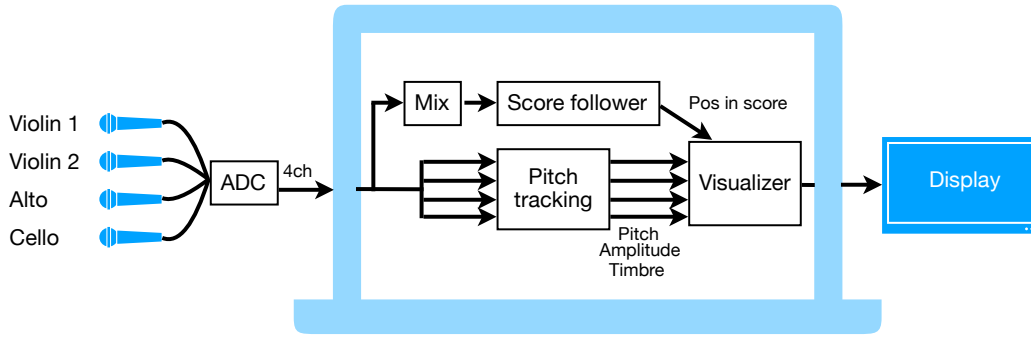 Violin 1
Violin 2
Alto
Cello
ADC
4ch
Mix
Score follower
Pos in score
Pitch
tracking
Pitch
Amplitude
Timbre
Visualizer
Display